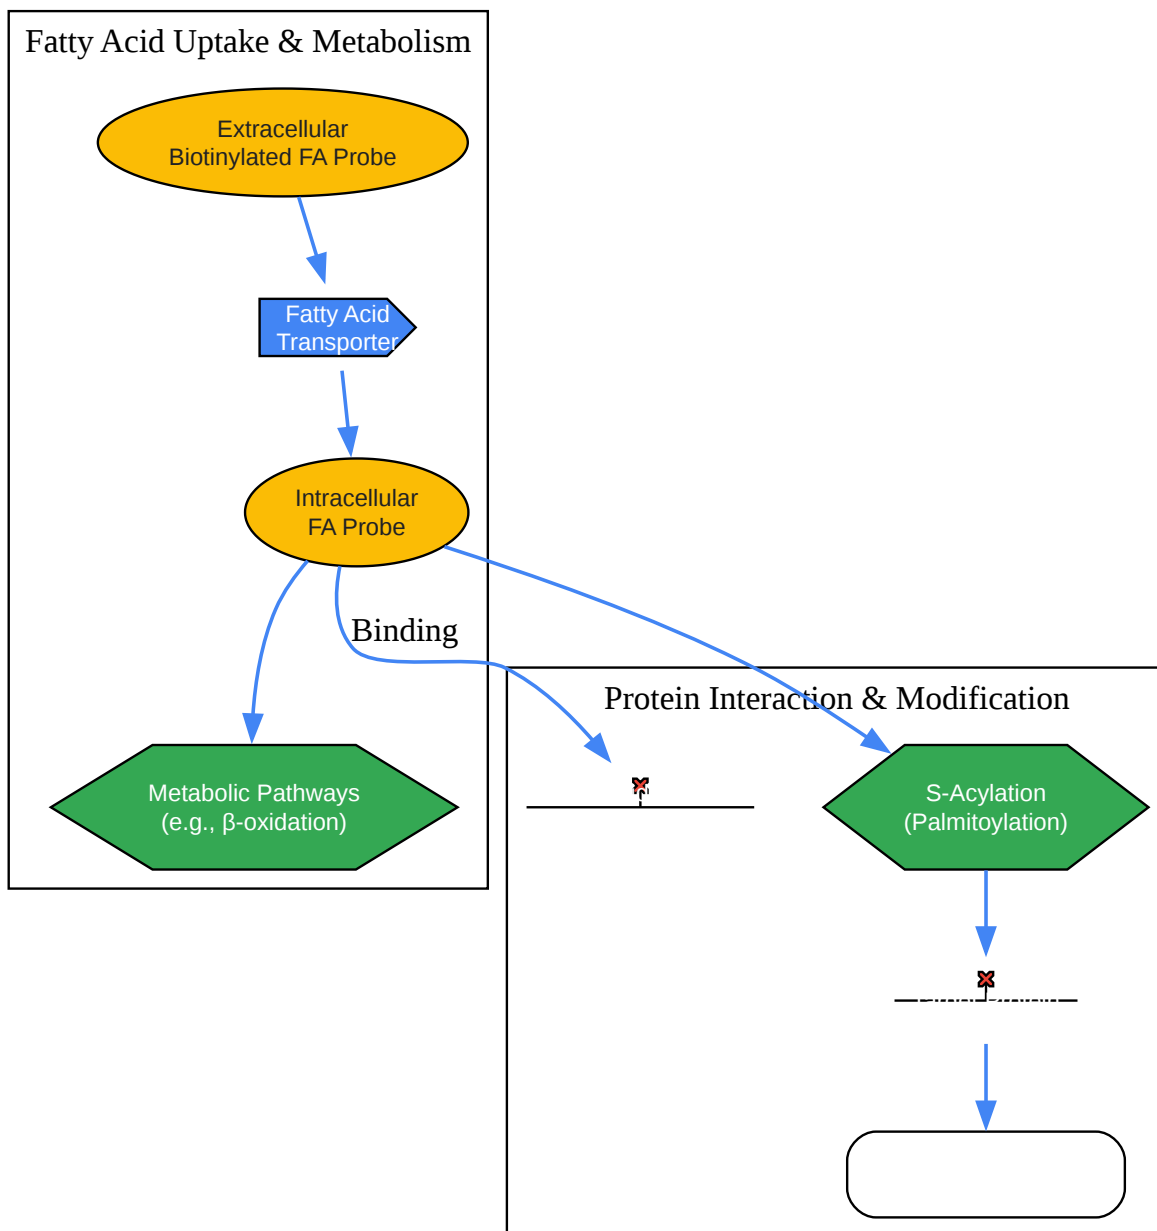 Fatty Acid Uptake & Metabolism
Extracellular
Biotinylated FA Probe
Fatty Acid
Transporter
Intracellular
FA Probe
Binding
Protein Interaction & Modification
Metabolic Pathways
(e.g., β-oxidation)
S-Acylation
(Palmitoylation)